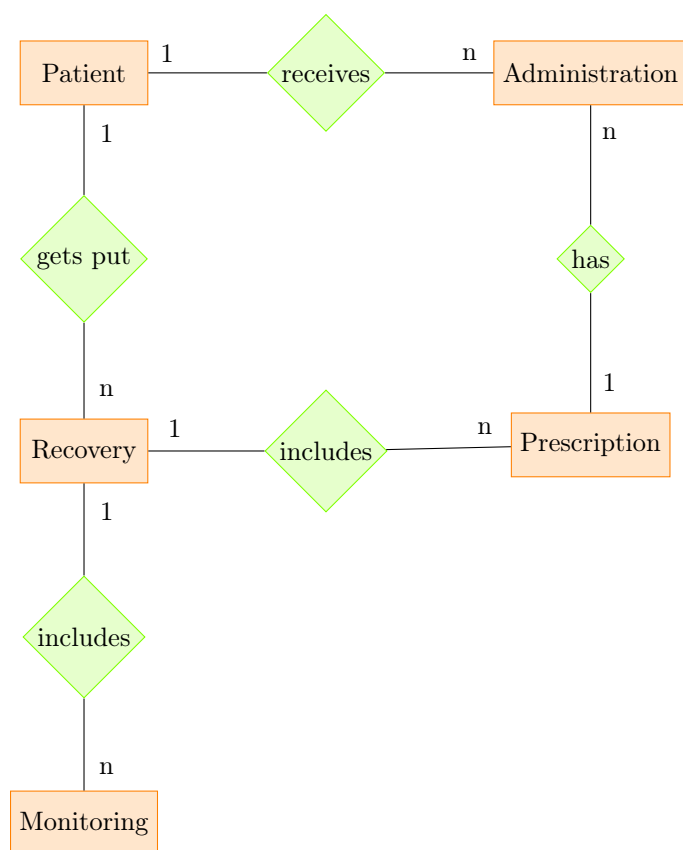 1
n
Patient
receives
Administration
1
n
gets put
has
n
1
1
n
Recovery
includes
Prescription
1
includes
n
Monitoring